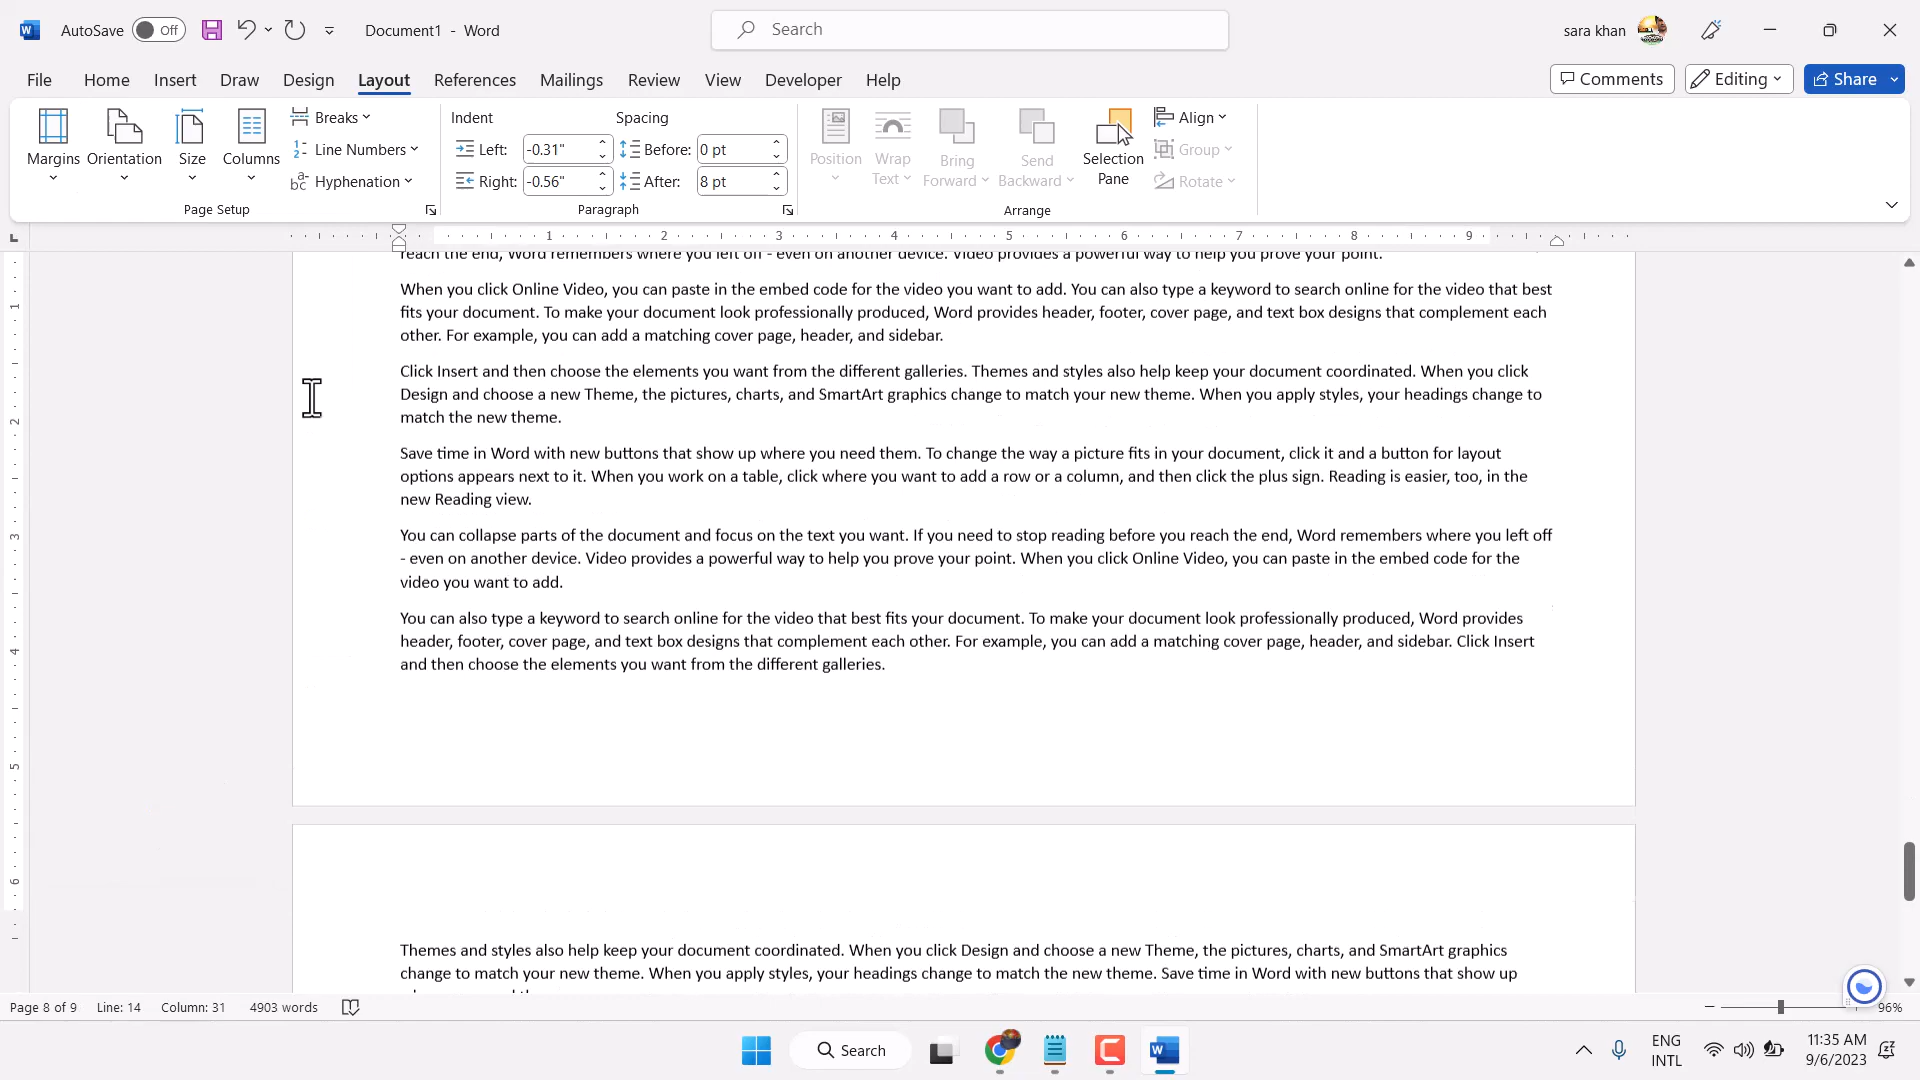 AutoSave Off Document1 - Word Search sara khan
File Home Insert Draw Design Layout References Mailings Review View Developer Help Comments Editing Share
Margins Orientation Size Columns Breaks Line Numbers Hyphenation
Page Setup
Indent Spacing
Left: -0.31" Before: 0 pt
Right: -0.56" After: 8 pt
Paragraph
Position Wrap Text Bring Forward Send Backward Selection Pane Align Group Rotate
Arrange
1 2 3 4 5 6 7 8 9
reach the end, Word remembers where you left off - even on another device. Video provides a powerful way to help you prove your point.
When you click Online Video, you can paste in the embed code for the video you want to add. You can also type a keyword to search online for the video that best
fits your document. To make your document look professionally produced, Word provides header, footer, cover page, and text box designs that complement each
other. For example, you can add a matching cover page, header, and sidebar.
Click Insert and then choose the elements you want from the different galleries. Themes and styles also help keep your document coordinated. When you click
Design and choose a new Theme, the pictures, charts, and SmartArt graphics change to match your new theme. When you apply styles, your headings change to
match the new theme.
Save time in Word with new buttons that show up where you need them. To change the way a picture fits in your document, click it and a button for layout
options appears next to it. When you work on a table, click where you want to add a row or a column, and then click the plus sign. Reading is easier, too, in the
new Reading view.
You can collapse parts of the document and focus on the text you want. If you need to stop reading before you reach the end, Word remembers where you left off
- even on another device. Video provides a powerful way to help you prove your point. When you click Online Video, you can paste in the embed code for the
video you want to add.
You can also type a keyword to search online for the video that best fits your document. To make your document look professionally produced, Word provides
header, footer, cover page, and text box designs that complement each other. For example, you can add a matching cover page, header, and sidebar. Click Insert
and then choose the elements you want from the different galleries.
Themes and styles also help keep your document coordinated. When you click Design and choose a new Theme, the pictures, charts, and SmartArt graphics
change to match your new theme. When you apply styles, your headings change to match the new theme. Save time in Word with new buttons that show up
1
2
3
4
5
6
Page 8 of 9 Line: 14 Column: 31 4903 words 96%
Search ENG INTL 11:35 AM 9/6/2023